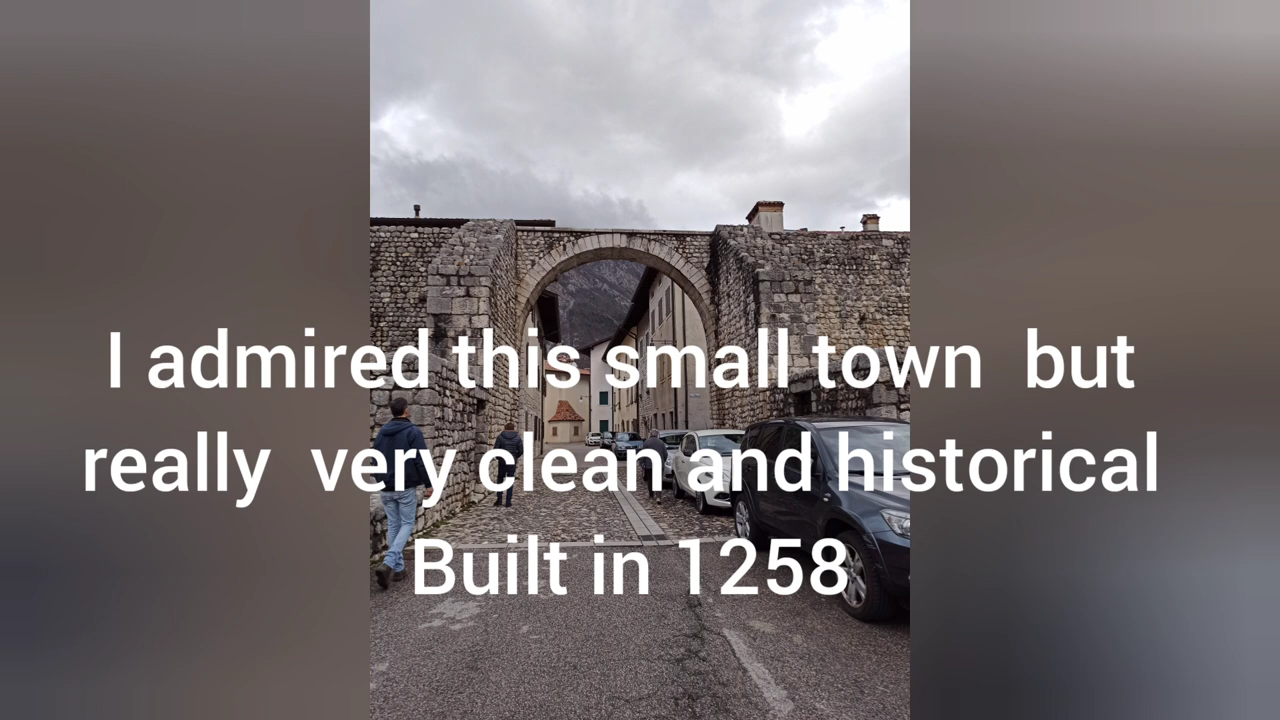 I admired this small town  but
really  very clean and historical
Built in 1258